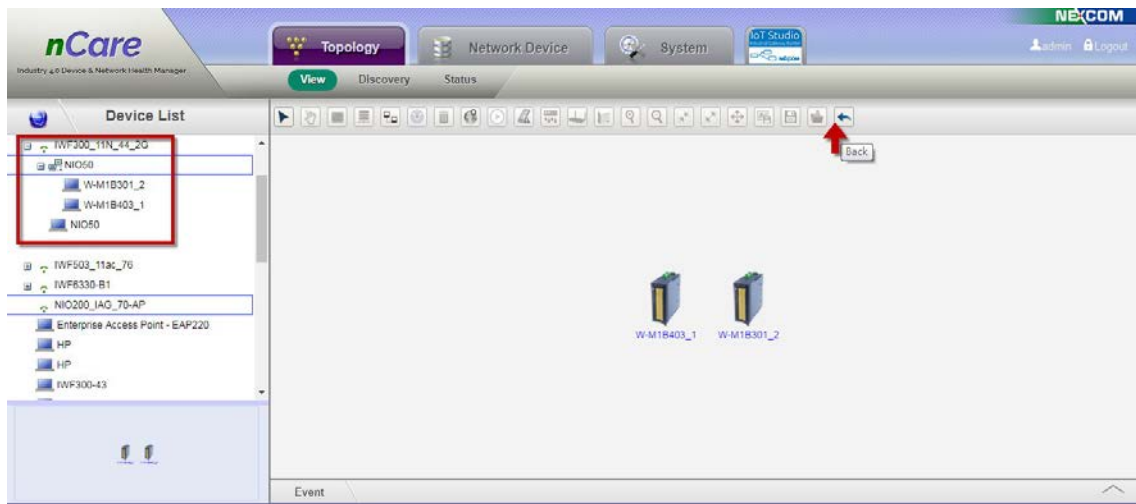 NEXCOM
nCare
Industry 4.0 Device & Network Health Manager
Topology
Network Device
System
IoT Studio
admin
Logout
View
Discovery
Status
Device List
Back
IWF300_11N_44_2G
NIO50
W-M1B301_2
W-M1B403_1
NIO50
IWF503_11ac_76
IWF6330-B1
NIO200_IAG_70-AP
Enterprise Access Point - EAP220
HP
HP
IWF300-43
W-M1B403_1
W-M1B301_2
Event